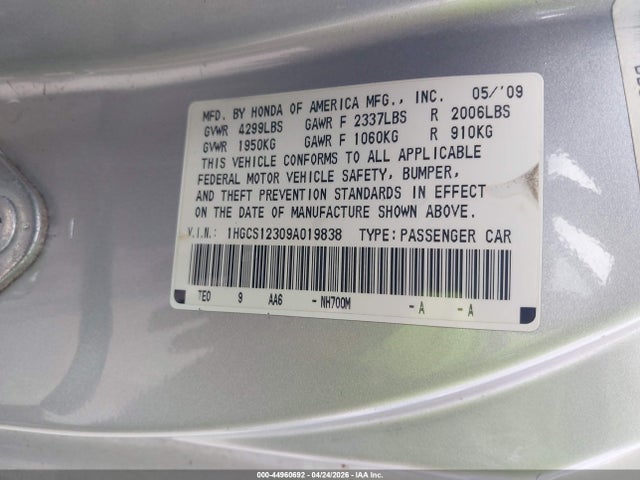 MFD. BY HONDA OF AMERICA MFG., INC. 05/'09
GVWR 4299LBS GAWR F 2337LBS R 2006LBS
GVWR 1950KG GAWR F 1060KG R 910KG
THIS VEHICLE CONFORMS TO ALL APPLICABLE
FEDERAL MOTOR VEHICLE SAFETY, BUMPER,
AND THEFT PREVENTION STANDARDS IN EFFECT
ON THE DATE OF MANUFACTURE SHOWN ABOVE.
V.I.N.: 1HGCS12309A019838 TYPE: PASSENGER CAR
TEO 9 AA6 -NH700M -A -A
000-44960692 - 04/24/2026 - IAA Inc.